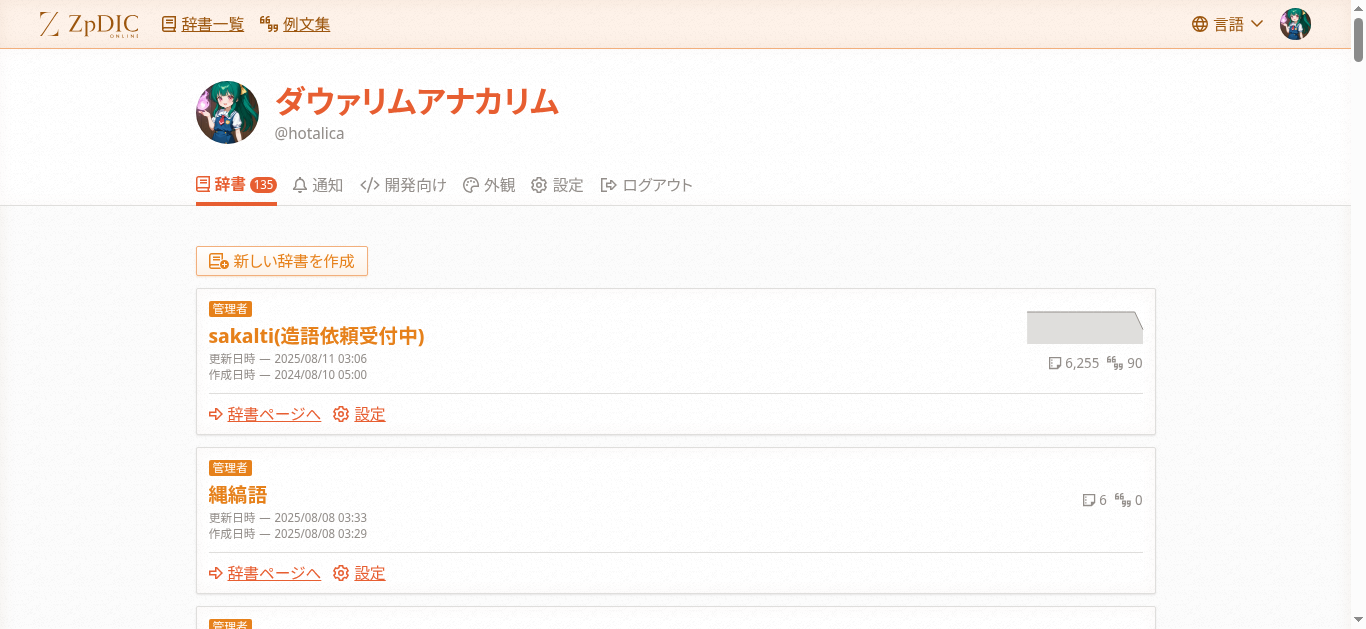 ZpDIC ONLINE 辞書一覧 例文集 言語
ダウァリムアナカリム
@hotalica
辞書 135 通知 開発向け 外観 設定 ログアウト
新しい辞書を作成
管理者
sakalti(造語依頼受付中)
更新日時 — 2025/08/11 03:06
作成日時 — 2024/08/10 05:00
6,255 90
辞書ページへ 設定
管理者
縄縞語
更新日時 — 2025/08/08 03:33
作成日時 — 2025/08/08 03:29
6 0
辞書ページへ 設定
管理者